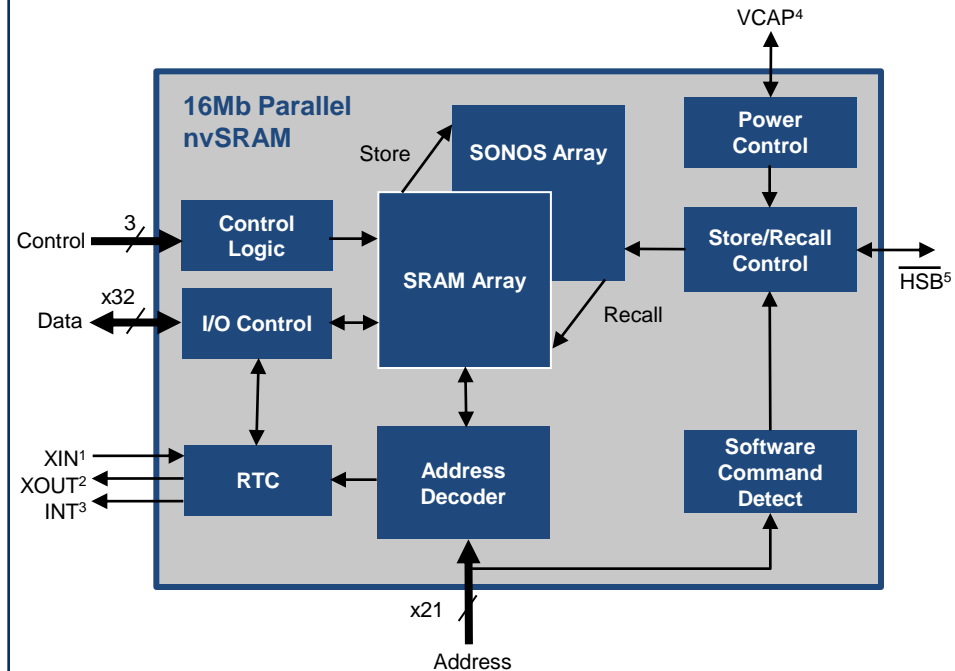 VCAP⁴
16Mb Parallel
nvSRAM
Power
Control
Store
SONOS Array
Control
3
Control
Logic
SRAM Array
Store/Recall
Control
HSB⁵
Data
x32
I/O Control
Recall
XIN¹
XOUT²
INT³
RTC
Address
Decoder
Software
Command
Detect
x21
Address